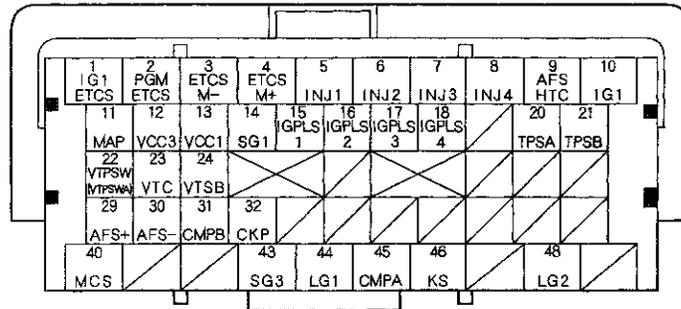 1 2 3 4 5 6 7 8 9 10
IG1 PGM ETCS ETCS AFS
ETCS ETCS M- M+ INJ1 INJ2 INJ3 INJ4 HTC IG1
11 12 13 14 15 16 17 18 20 21
IGPLS IGPLS IGPLS IGPLS
MAP VCC3 VCC1 SG1 1 2 3 4 TPSA TPSB
22 23 24
VTPSW
(VTPSWA) VTC VTSB
29 30 31 32
AFS+ AFS- CMPB CKP
40 43 44 45 46 48
MCS SG3 LG1 CMPA KS LG2